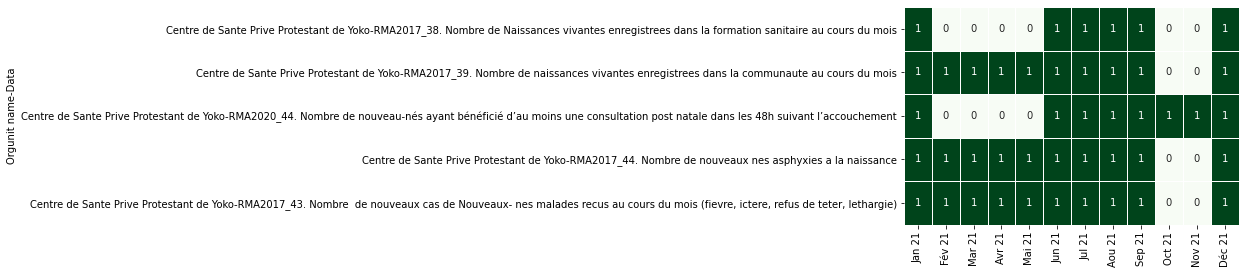 Orgunit name-Data
Centre de Sante Prive Protestant de Yoko-RMA2017_38. Nombre de Naissances vivantes enregistrees dans la formation sanitaire au cours du mois
1 0 0 0 0 1 1 1 1 0 0 1
Centre de Sante Prive Protestant de Yoko-RMA2017_39. Nombre de naissances vivantes enregistrees dans la communaute au cours du mois
1 1 1 1 1 1 1 1 1 0 0 1
Centre de Sante Prive Protestant de Yoko-RMA2020_44. Nombre de nouveau-nés ayant bénéficié d’au moins une consultation post natale dans les 48h suivant l’accouchement
1 0 0 0 0 1 1 1 1 1 1 1
Centre de Sante Prive Protestant de Yoko-RMA2017_44. Nombre de nouveaux nes asphyxies a la naissance
1 1 1 1 1 1 1 1 1 0 0 1
Centre de Sante Prive Protestant de Yoko-RMA2017_43. Nombre  de nouveaux cas de Nouveaux- nes malades recus au cours du mois (fievre, ictere, refus de teter, lethargie)
1 1 1 1 1 1 1 1 1 0 0 1
Jan 21
Fév 21
Mar 21
Avr 21
Mai 21
Jun 21
Jul 21
Aou 21
Sep 21
Oct 21
Nov 21
Déc 21